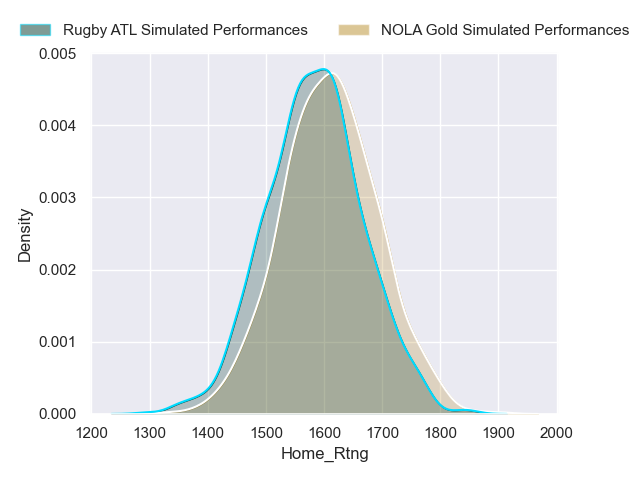 Rugby ATL Simulated Performances NOLA Gold Simulated Performances
0.005
0.004
0.003
0.002
0.001
0.000
Density
1200 1300 1400 1500 1600 1700 1800 1900 2000
Home_Rtng